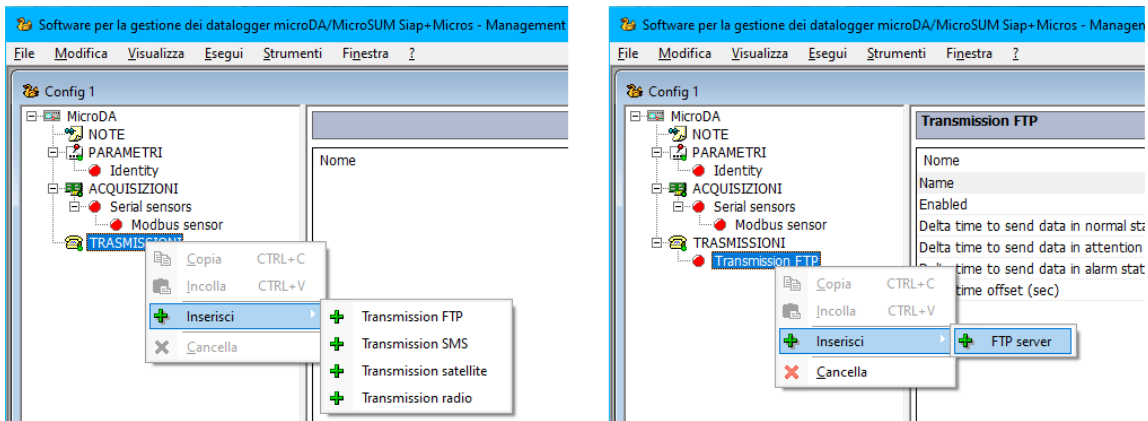 Software per la gestione dei datalogger microDA/MicroSUM Siap+Micros - Management
File Modifica Visualizza Esegui Strumenti Finestra ?
Config 1
MicroDA
NOTE
PARAMETRI
Identity
ACQUISIZIONI
Serial sensors
Modbus sensor
TRASMISSIONI
Nome
Copia CTRL+C
Incolla CTRL+V
Inserisci
Cancella
Transmission FTP
Transmission SMS
Transmission satellite
Transmission radio
Software per la gestione dei datalogger microDA/MicroSUM Siap+Micros - Managem
File Modifica Visualizza Esegui Strumenti Finestra ?
Config 1
MicroDA
NOTE
PARAMETRI
Identity
ACQUISIZIONI
Serial sensors
Modbus sensor
TRASMISSIONI
Transmission FTP
Transmission FTP
Nome
Name
Enabled
Delta time to send data in normal sta
Delta time to send data in attention
time to send data in alarm stat
time offset (sec)
Copia CTRL+C
Incolla CTRL+V
Inserisci
Cancella
FTP server